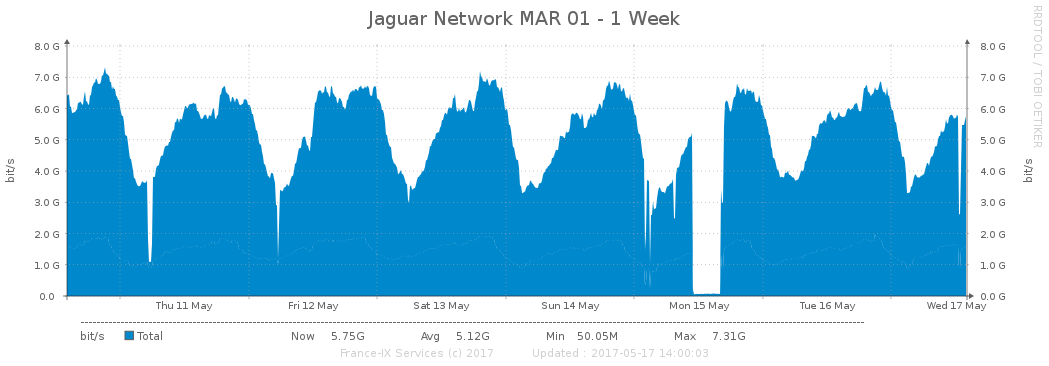 Jaguar Network MAR 01 - 1 Week
RRDTOOL / TOBI OETIKER
8.0 G 8.0 G
7.0 G 7.0 G
6.0 G 6.0 G
5.0 G 5.0 G
4.0 G 4.0 G
3.0 G 3.0 G
2.0 G 2.0 G
1.0 G 1.0 G
0.0 0.0 G
bit/s
bit/s
Thu 11 May Fri 12 May Sat 13 May Sun 14 May Mon 15 May Tue 16 May Wed 17 May
bit/s Total Now 5.75G Avg 5.12G Min 50.05M Max 7.31G
France-IX Services (c) 2017 Updated : 2017-05-17 14:00:03